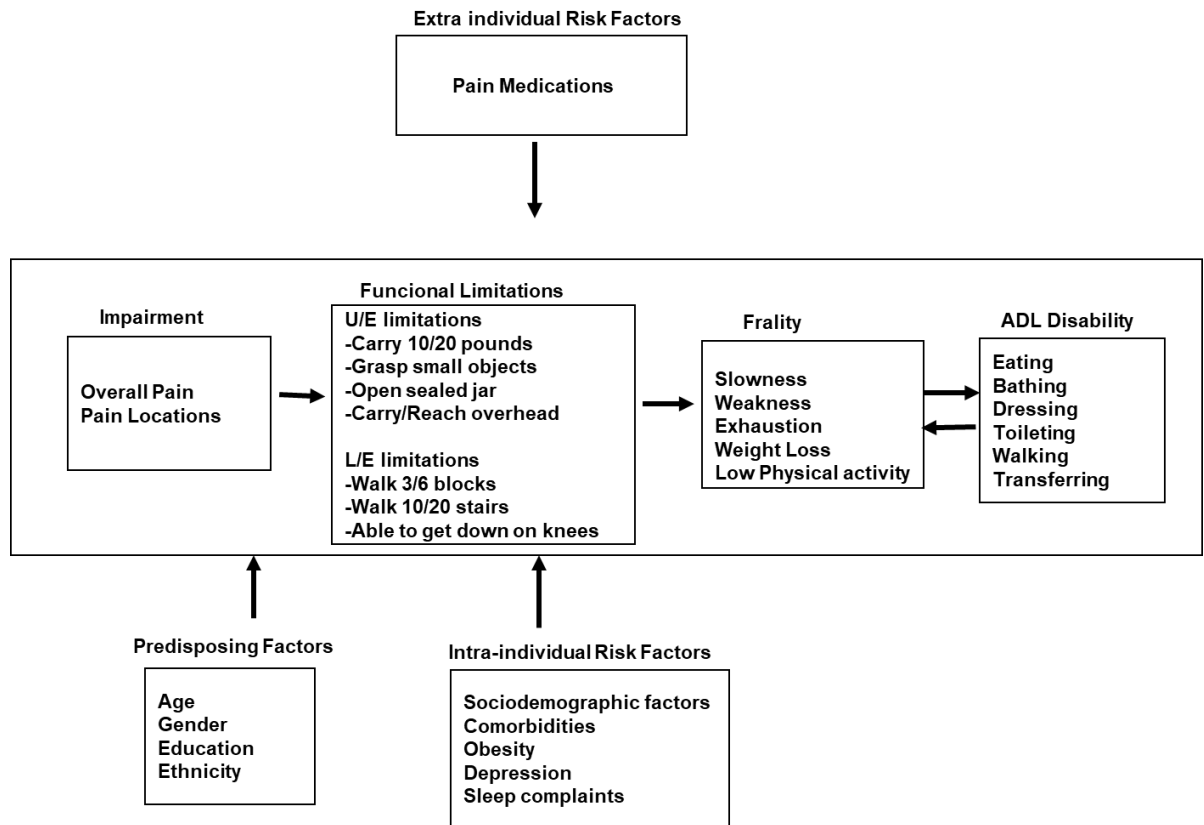 Extra individual Risk Factors
Pain Medications
Impairment
Overall Pain
Pain Locations
Funcional Limitations
U/E limitations
-Carry 10/20 pounds
-Grasp small objects
-Open sealed jar
-Carry/Reach overhead
L/E limitations
-Walk 3/6 blocks
-Walk 10/20 stairs
-Able to get down on knees
Frality
Slowness
Weakness
Exhaustion
Weight Loss
Low Physical activity
ADL Disability
Eating
Bathing
Dressing
Toileting
Walking
Transferring
Predisposing Factors
Age
Gender
Education
Ethnicity
Intra-individual Risk Factors
Sociodemographic factors
Comorbidities
Obesity
Depression
Sleep complaints